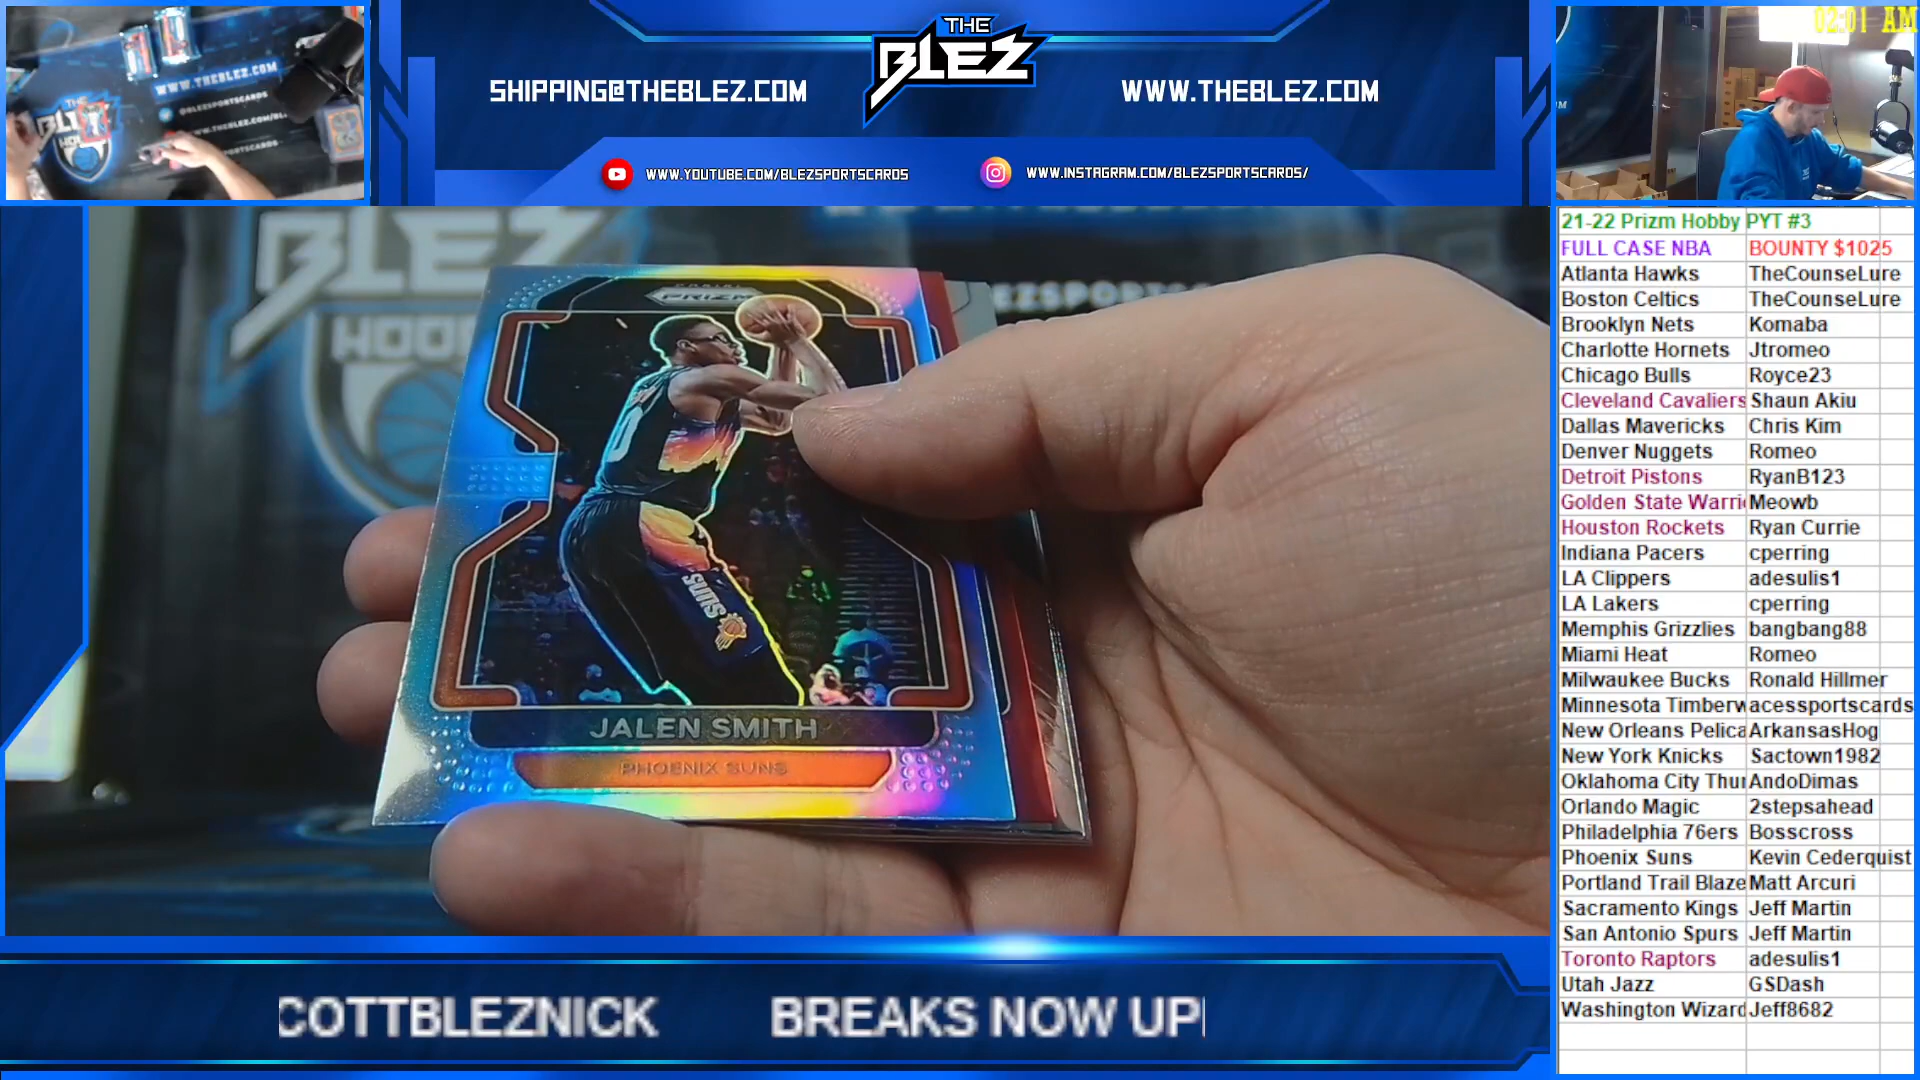 WWW.THEBLEZ.COM
@BLEZSPORTSCARDS
THE
BLEZ
SHIPPING@THEBLEZ.COM
WWW.THEBLEZ.COM
WWW.YOUTUBE.COM/BLEZSPORTSCARDS
WWW.INSTAGRAM.COM/BLEZSPORTSCARDS/
02:01 AM
BLEZ
HOO
EZSPORTS
PANINI
PRIZM
SUNS
JALEN SMITH
PHOENIX SUNS
21-22 Prizm Hobby PYT #3
FULL CASE NBA BOUNTY $1025
Atlanta Hawks TheCounseLure
Boston Celtics TheCounseLure
Brooklyn Nets Komaba
Charlotte Hornets Jtromeo
Chicago Bulls Royce23
Cleveland Cavaliers Shaun Akiu
Dallas Mavericks Chris Kim
Denver Nuggets Romeo
Detroit Pistons RyanB123
Golden State Warri Meowb
Houston Rockets Ryan Currie
Indiana Pacers cperring
LA Clippers adesulis1
LA Lakers cperring
Memphis Grizzlies bangbang88
Miami Heat Romeo
Milwaukee Bucks Ronald Hillmer
Minnesota Timberw acessportscards
New Orleans Pelica ArkansasHog
New York Knicks Sactown1982
Oklahoma City Thu AndoDimas
Orlando Magic 2stepsahead
Philadelphia 76ers Bosscross
Phoenix Suns Kevin Cederquist
Portland Trail Blaze Matt Arcuri
Sacramento Kings Jeff Martin
San Antonio Spurs Jeff Martin
Toronto Raptors adesulis1
Utah Jazz GSDash
Washington Wizard Jeff8682
COTTBLEZNICK BREAKS NOW UP